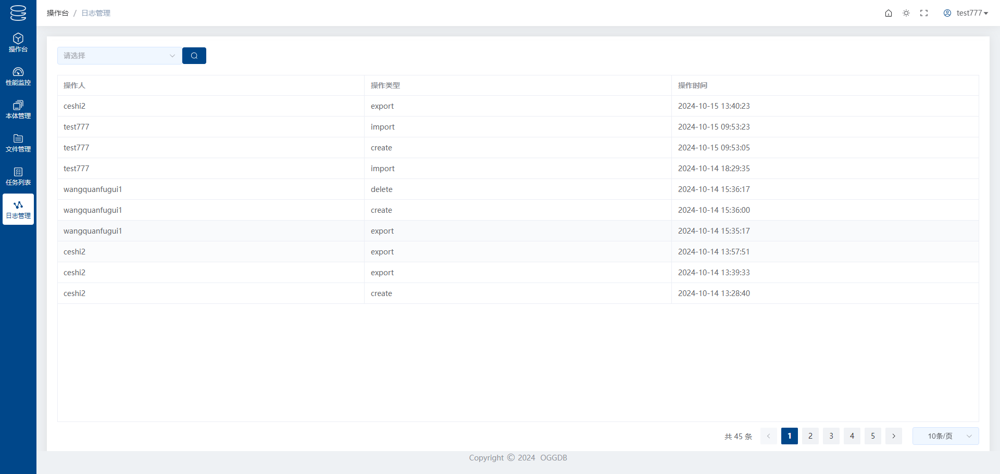 操作台 / 日志管理
test777
操作台
性能监控
本体管理
文件管理
任务列表
日志管理
请选择
操作人 操作类型 操作时间
ceshi2 export 2024-10-15 13:40:23
test777 import 2024-10-15 09:53:23
test777 create 2024-10-15 09:53:05
test777 import 2024-10-14 18:29:35
wangquanfugui1 delete 2024-10-14 15:36:17
wangquanfugui1 create 2024-10-14 15:36:00
wangquanfugui1 export 2024-10-14 15:35:17
ceshi2 export 2024-10-14 13:57:51
ceshi2 export 2024-10-14 13:39:33
ceshi2 create 2024-10-14 13:28:40
共 45 条 1 2 3 4 5 10条/页
Copyright © 2024 OGGDB